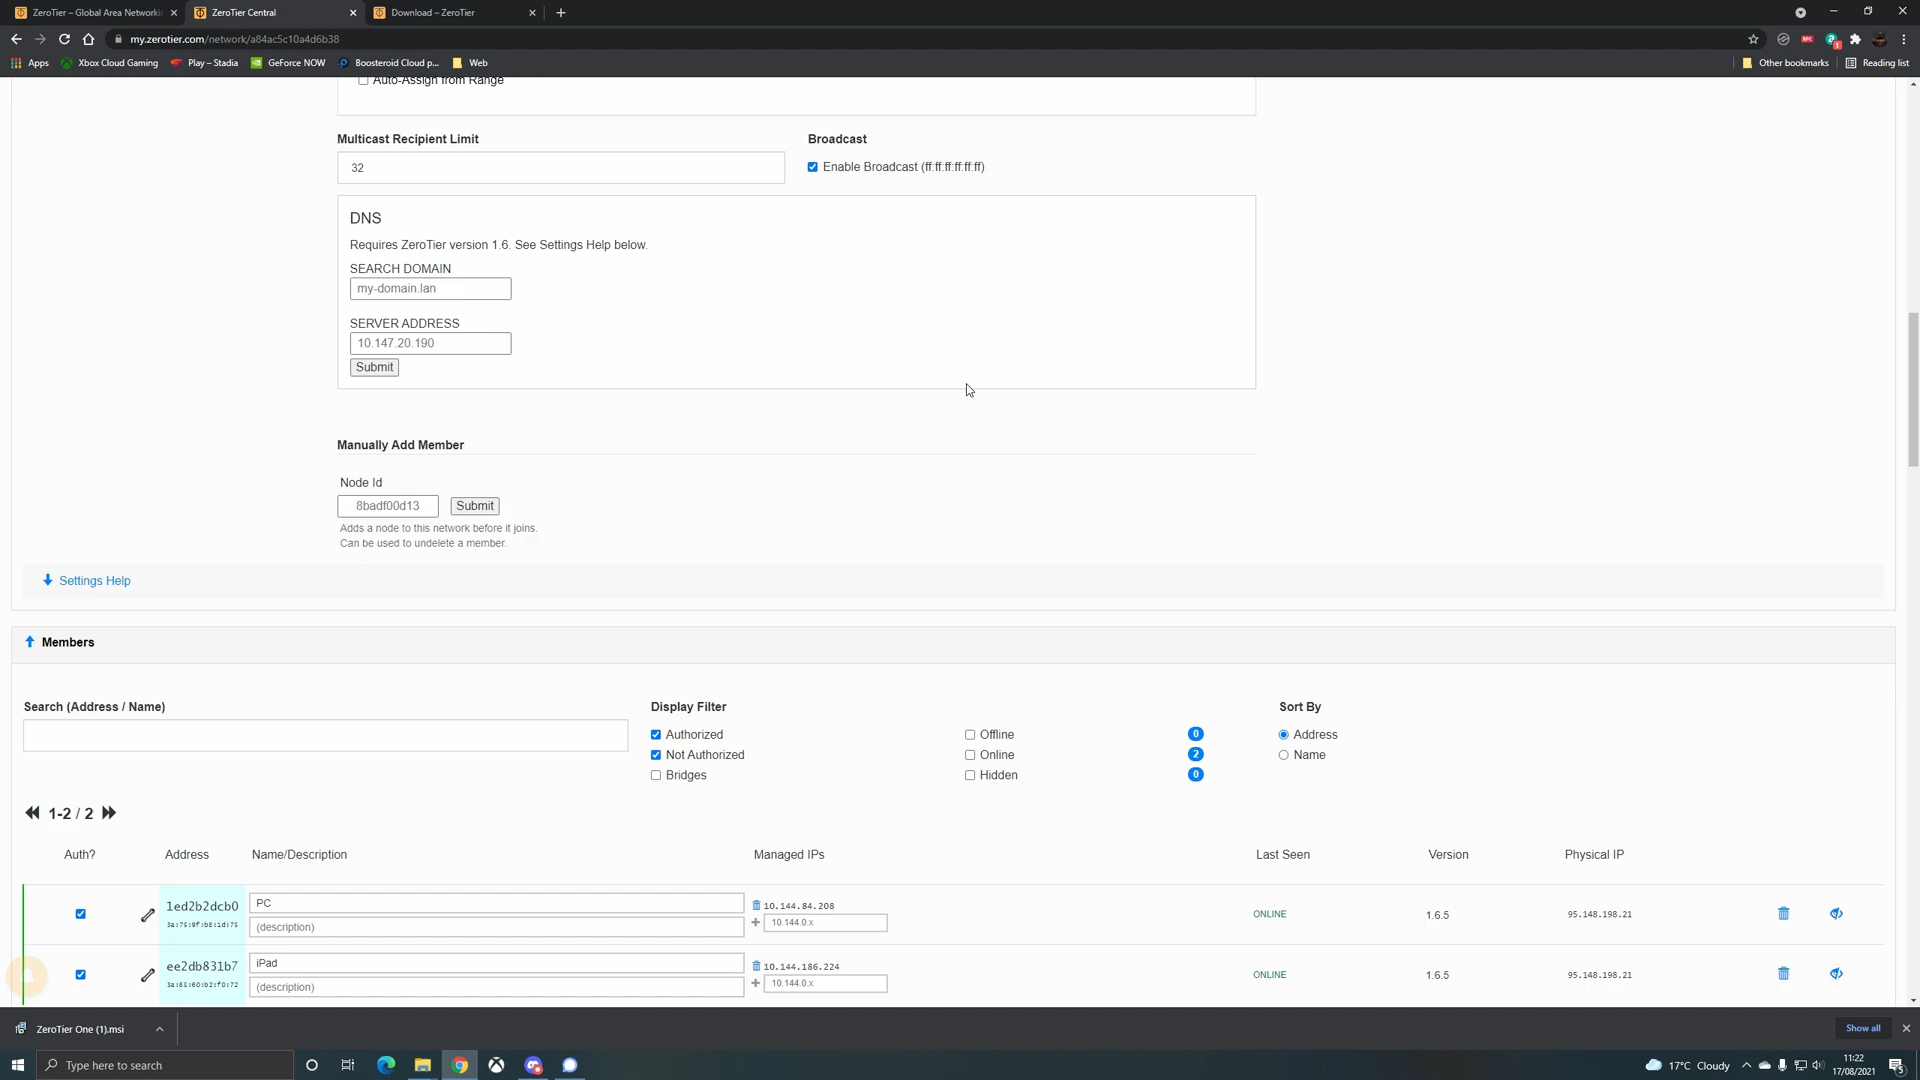 ZeroTier – Global Area Networkin
ZeroTier Central
Download – ZeroTier
my.zerotier.com/network/a84ac5c10a4d6b38
Apps
Xbox Cloud Gaming
Play – Stadia
GeForce NOW
Boosteroid Cloud p...
Web
Other bookmarks
Reading list
Auto-Assign from Range
Multicast Recipient Limit
Broadcast
32
Enable Broadcast (ff:ff:ff:ff:ff:ff)
DNS
Requires ZeroTier version 1.6. See Settings Help below.
SEARCH DOMAIN
my-domain.lan
SERVER ADDRESS
10.147.20.190
Submit
Manually Add Member
Node Id
8badf00d13
Submit
Adds a node to this network before it joins.
Can be used to undelete a member.
Settings Help
Members
Search (Address / Name)
Display Filter
Sort By
Authorized
Offline
0
Address
Not Authorized
Online
2
Name
Bridges
Hidden
0
1-2 / 2
Auth?
Address
Name/Description
Managed IPs
Last Seen
Version
Physical IP
1ed2b2dcb0
3a:75:9f:b8:1d:75
PC
(description)
10.144.84.208
10.144.0.x
ONLINE
1.6.5
95.148.198.21
ee2db831b7
3a:85:60:b2:f0:72
iPad
(description)
10.144.186.224
10.144.0.x
ONLINE
1.6.5
95.148.198.21
ZeroTier One (1).msi
Show all
Type here to search
17°C Cloudy
11:22
17/08/2021